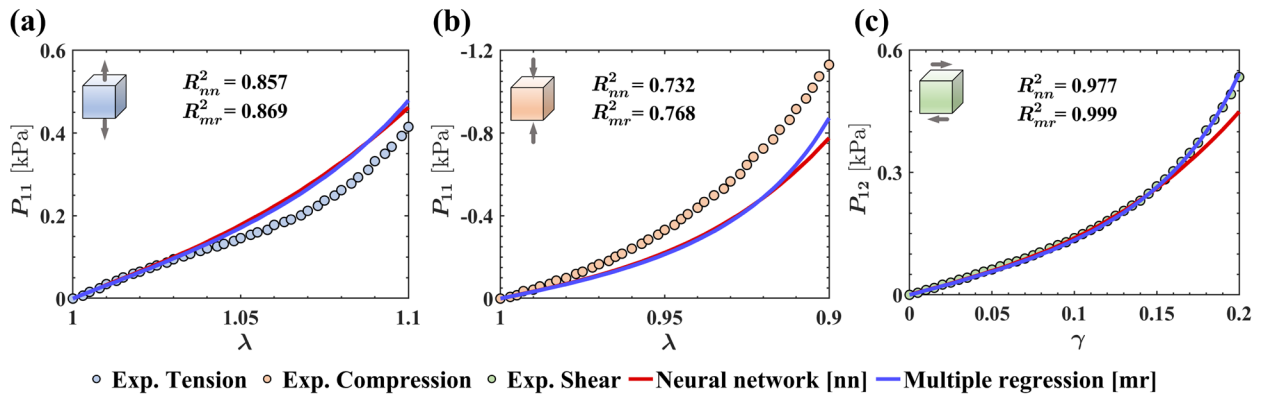 (a)
P11 [kPa]
0.6
0.4
0.2
0
R²nn = 0.857
R²mr = 0.869
1
1.05
1.1
λ
(b)
P11 [kPa]
-1.2
-0.8
-0.4
0
R²nn = 0.732
R²mr = 0.768
1
0.95
0.9
λ
(c)
P12 [kPa]
0.6
0.3
0
R²nn = 0.977
R²mr = 0.999
0
0.05
0.1
0.15
0.2
γ
Exp. Tension Exp. Compression Exp. Shear Neural network [nn] Multiple regression [mr]